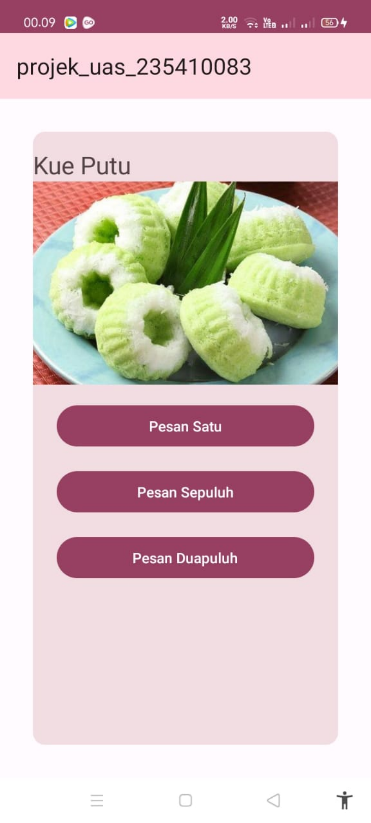 00.09
2.00 KB/S
56
projek_uas_235410083
Kue Putu
Pesan Satu
Pesan Sepuluh
Pesan Duapuluh